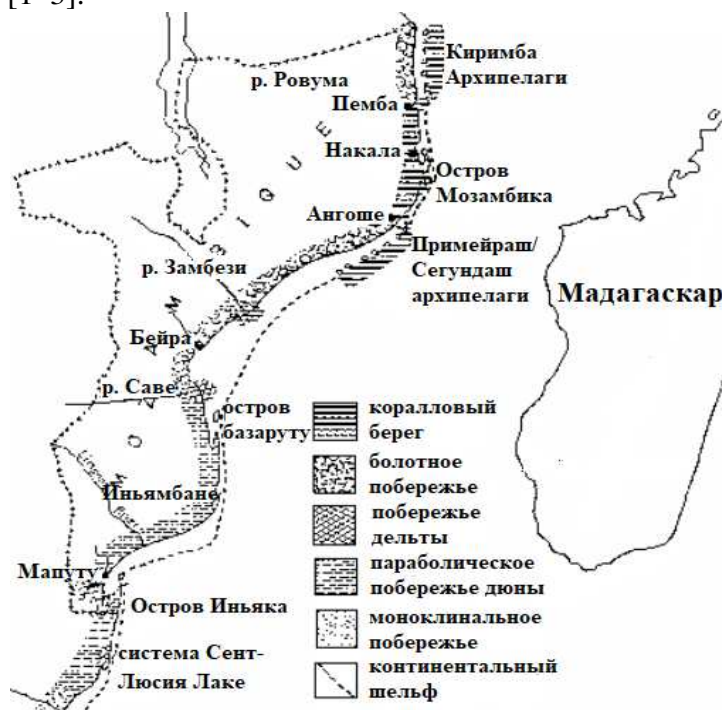 [1–3].
Киримба
Архипелаги
р. Ровума
Пемба
Накала
Остров
Мозамбика
Ангоше
Примейраш/
Сегундаш
архипелаги
р. Замбези
Мадагаскар
Бейра
р. Саве
остров
базаруту
Иньямбане
Мапуту
Остров Иньяка
система Сент-
Люсия Лаке
коралловый
берег
болотное
побережье
побережье
дельты
параболическое
побережье дюны
моноклинальное
побережье
континентальный
шельф
M O Z A M B I Q U E